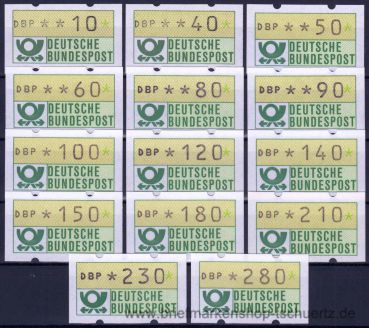 DBP **10*
DEUTSCHE
BUNDESPOST
DBP **40*
DEUTSCHE
BUNDESPOST
DBP **50*
DEUTSCHE
BUNDESPOST
DBP **60*
DEUTSCHE
BUNDESPOST
DBP **80*
DEUTSCHE
BUNDESPOST
DBP **90*
DEUTSCHE
BUNDESPOST
DBP *100*
DEUTSCHE
BUNDESPOST
DBP *120*
DEUTSCHE
BUNDESPOST
DBP *140*
DEUTSCHE
BUNDESPOST
DBP *150*
DEUTSCHE
BUNDESPOST
DBP *180*
DEUTSCHE
BUNDESPOST
DBP *210*
DEUTSCHE
BUNDESPOST
DBP *230*
DEUTSCHE
BUNDESPOST
DBP *280*
DEUTSCHE
BUNDESPOST
www.briefmarkenshop-tschuertz.de